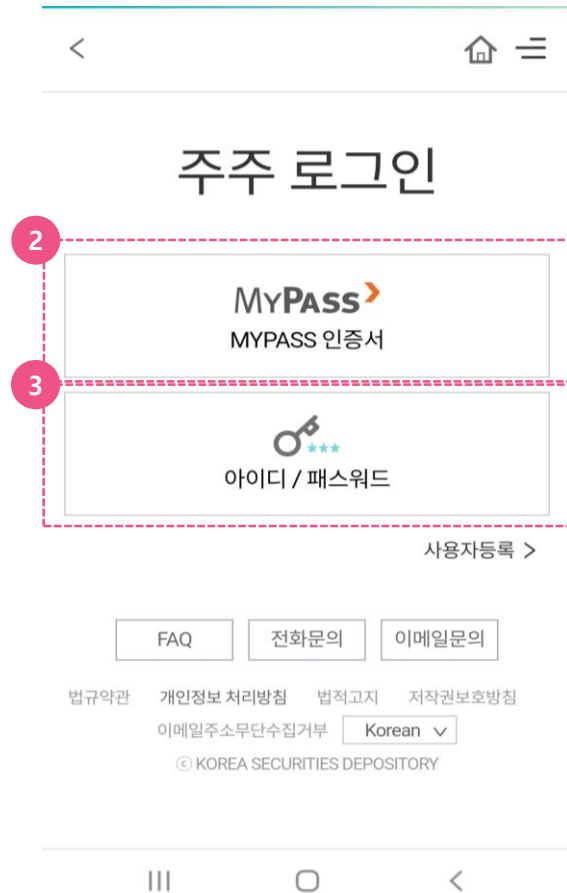 주주 로그인
2
MYPASS
MYPASS 인증서
3
***
아이디 / 패스워드
사용자등록 >
FAQ 전화문의 이메일문의
법규약관 개인정보 처리방침 법적고지 저작권보호방침
이메일주소무단수집거부 Korean
ⓒ KOREA SECURITIES DEPOSITORY